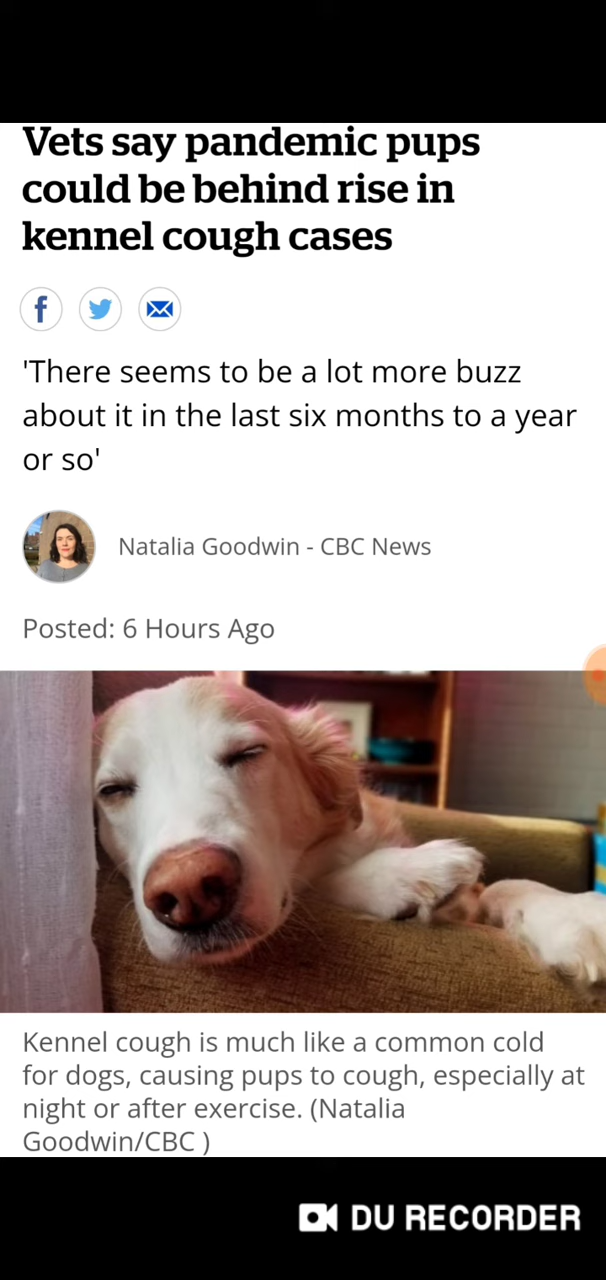 Vets say pandemic pups
could be behind rise in
kennel cough cases
'There seems to be a lot more buzz
about it in the last six months to a year
or so'
Natalia Goodwin - CBC News
Posted: 6 Hours Ago
Kennel cough is much like a common cold
for dogs, causing pups to cough, especially at
night or after exercise. (Natalia
Goodwin/CBC )
DU RECORDER